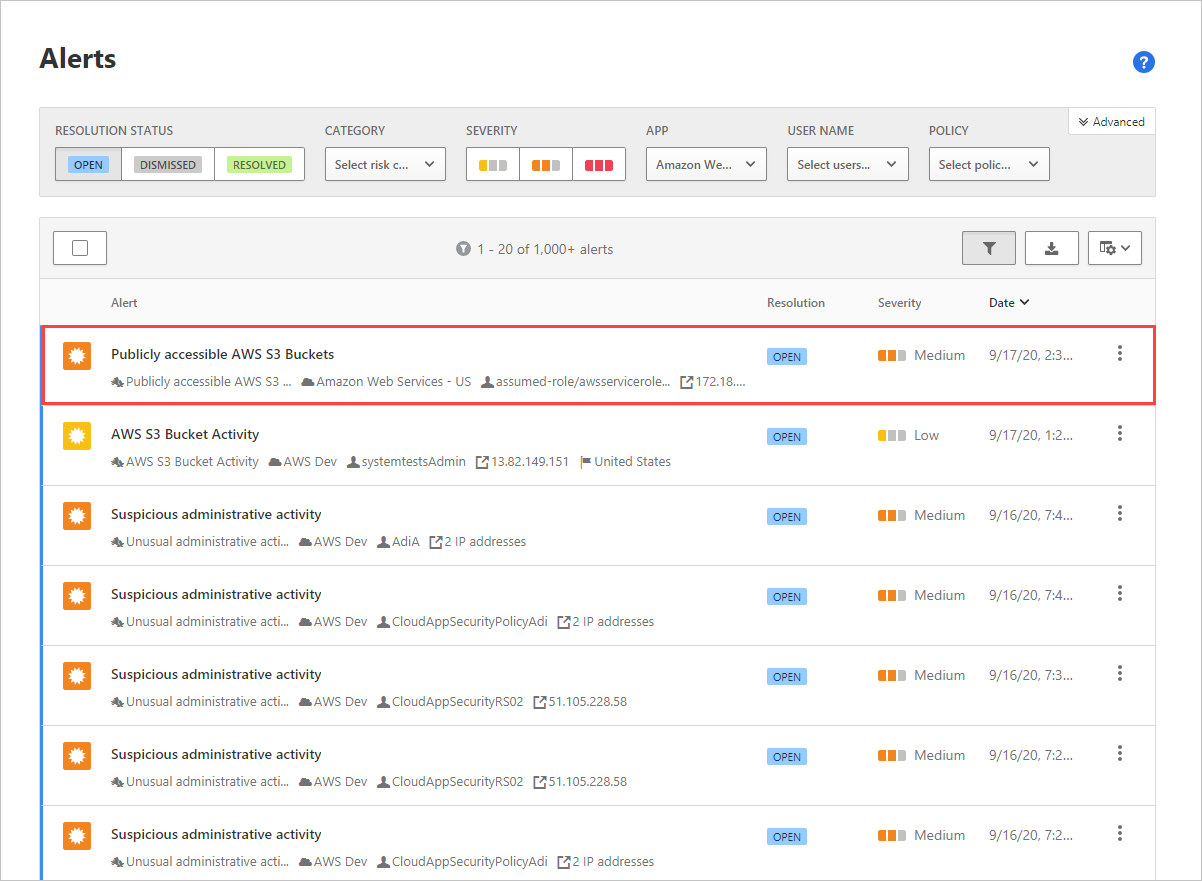 Alerts
?
RESOLUTION STATUS CATEGORY SEVERITY APP USER NAME POLICY Advanced
OPEN DISMISSED RESOLVED Select risk c... Amazon We... Select users... Select polic...
1 - 20 of 1,000+ alerts
Alert Resolution Severity Date
Publicly accessible AWS S3 Buckets OPEN Medium 9/17/20, 2:3...
Publicly accessible AWS S3 ... Amazon Web Services - US assumed-role/awsservicerole... 172.18....
AWS S3 Bucket Activity OPEN Low 9/17/20, 1:2...
AWS S3 Bucket Activity AWS Dev systemtestsAdmin 13.82.149.151 United States
Suspicious administrative activity OPEN Medium 9/16/20, 7:4...
Unusual administrative acti... AWS Dev AdiA 2 IP addresses
Suspicious administrative activity OPEN Medium 9/16/20, 7:4...
Unusual administrative acti... AWS Dev CloudAppSecurityPolicyAdi 2 IP addresses
Suspicious administrative activity OPEN Medium 9/16/20, 7:3...
Unusual administrative acti... AWS Dev CloudAppSecurityRS02 51.105.228.58
Suspicious administrative activity OPEN Medium 9/16/20, 7:2...
Unusual administrative acti... AWS Dev CloudAppSecurityRS02 51.105.228.58
Suspicious administrative activity OPEN Medium 9/16/20, 7:2...
Unusual administrative acti... AWS Dev CloudAppSecurityPolicyAdi 2 IP addresses